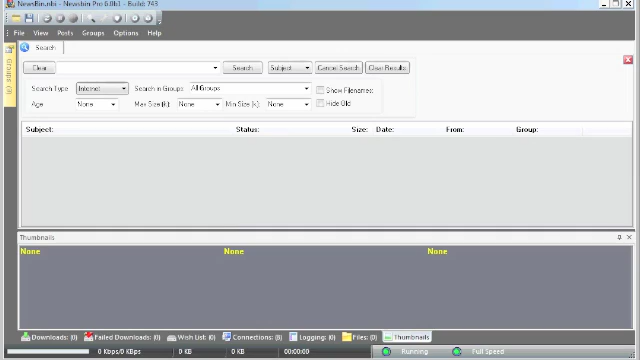 NewsBin.nbi - Newsbin Pro 6.0b1 - Build: 743
File View Posts Groups Options Help
Search
Clear Search Subject Cancel Search Clear Results
Search Type Internet Search in Groups All Groups Show Filenames
Age None Max Size (k) None Min Size (k) None Hide Old
Subject: Status: Size: Date: From: Group:
Thumbnails
None None None
Downloads: (0) Failed Downloads: (0) Wish List: (0) Connections: (8) Logging: (0) Files: (0) Thumbnails
0 Kbps/0 KBps 0 KB 0 KB 00:00:00 Running Full Speed